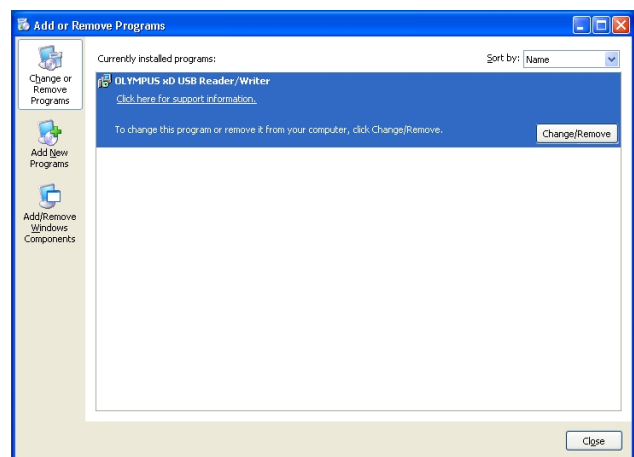 Add or Remove Programs
Change or
Remove
Programs
Add New
Programs
Add/Remove
Windows
Components
Currently installed programs:
Sort by: Name
OLYMPUS xD USB Reader/Writer
Click here for support information.
To change this program or remove it from your computer, click Change/Remove.
Change/Remove
Close